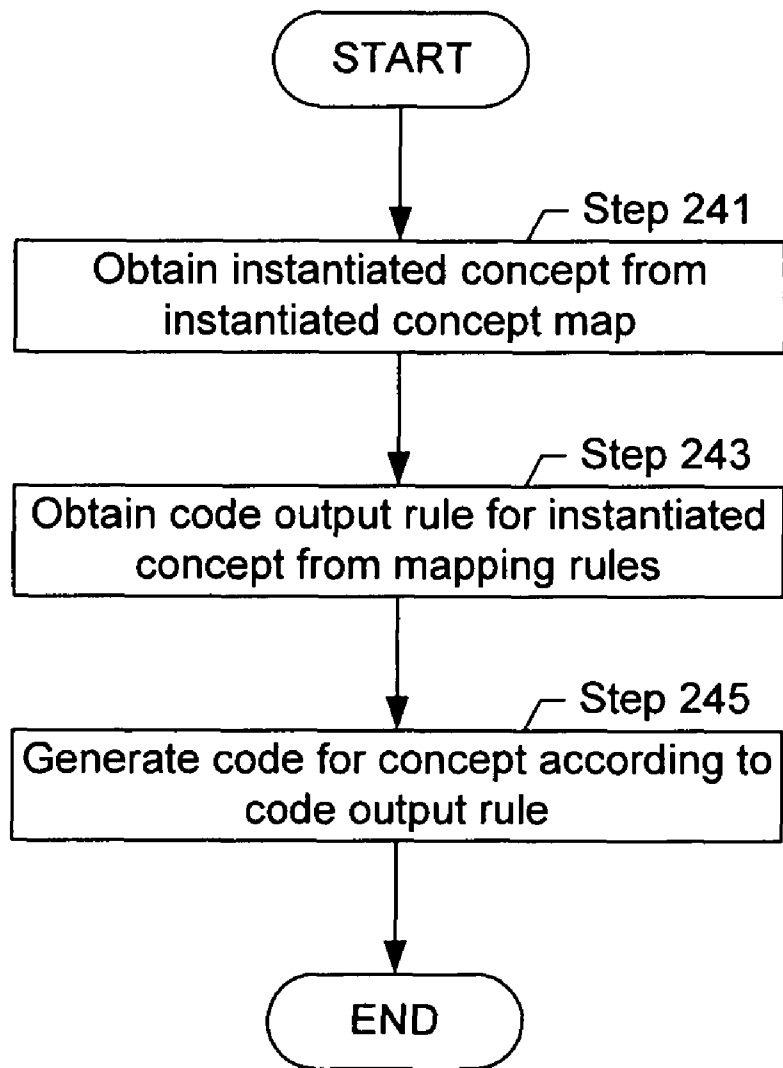 START
Step 241
Obtain instantiated concept from
instantiated concept map
Step 243
Obtain code output rule for instantiated
concept from mapping rules
Step 245
Generate code for concept according to
code output rule
END